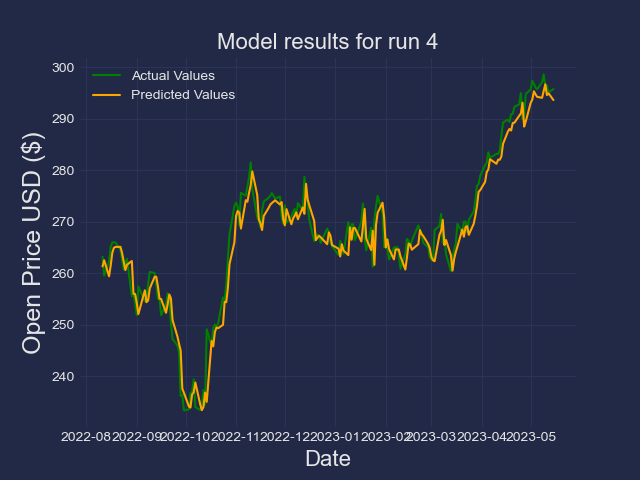 Model results for run 4
Actual Values
Predicted Values
Open Price USD ($)
300
290
280
270
260
250
240
2022-08 2022-09 2022-10 2022-11 2022-12 2023-01 2023-02 2023-03 2023-04 2023-05
Date